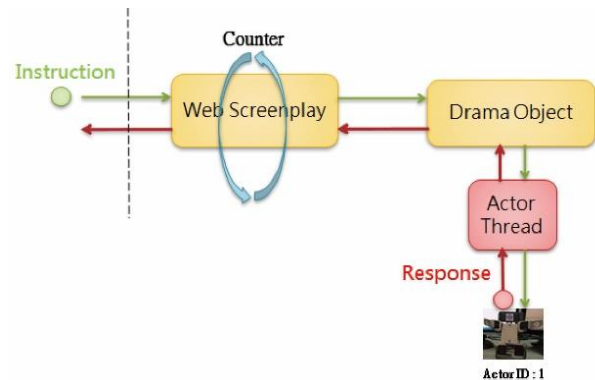 Counter
Instruction
Web Screenplay
Drama Object
Actor
Thread
Response
Actor ID : 1